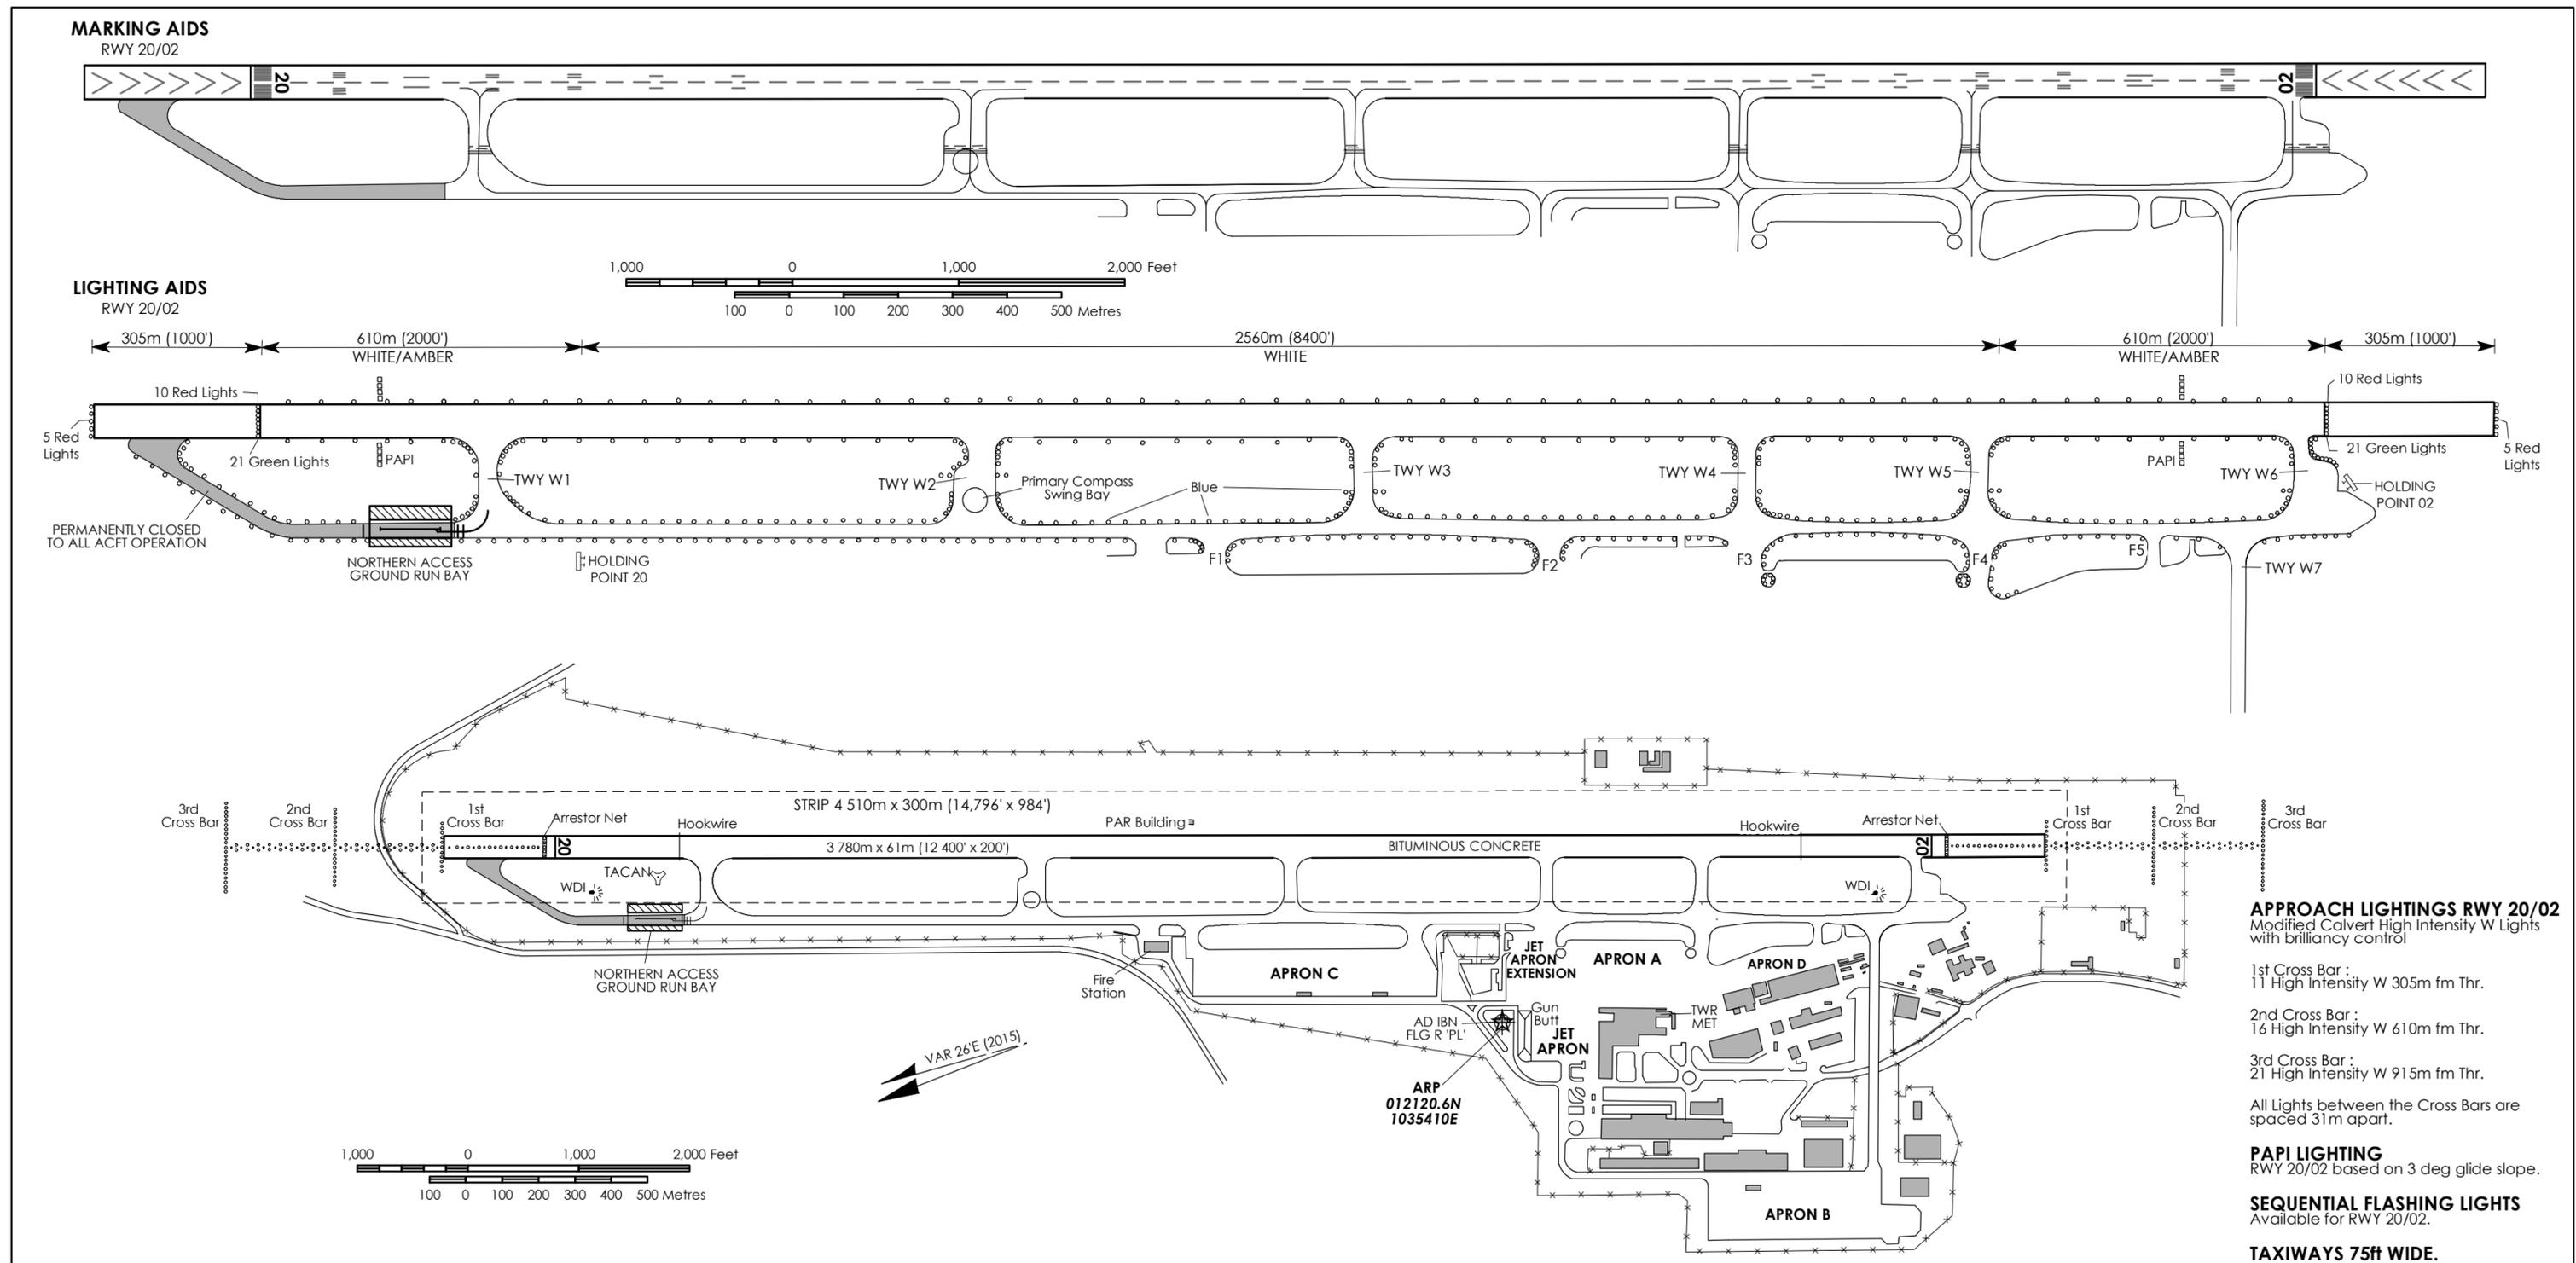 MARKING AIDS
RWY 20/02
20
02
1,000 0 1,000 2,000 Feet
100 0 100 200 300 400 500 Metres
LIGHTING AIDS
RWY 20/02
305m (1000')
610m (2000')
WHITE/AMBER
2560m (8400')
WHITE
610m (2000')
WHITE/AMBER
305m (1000')
10 Red Lights
10 Red Lights
5 Red
Lights
21 Green Lights
PAPI
TWY W1
TWY W2
Primary Compass
Swing Bay
Blue
TWY W3
TWY W4
TWY W5
PAPI
TWY W6
21 Green Lights
5 Red
Lights
HOLDING
POINT 02
PERMANENTLY CLOSED
TO ALL ACFT OPERATION
NORTHERN ACCESS
GROUND RUN BAY
HOLDING
POINT 20
F1
F2
F3
F4
F5
TWY W7
3rd
Cross Bar
2nd
Cross Bar
1st
Cross Bar
Arrestor Net
Hookwire
STRIP 4 510m x 300m (14,796' x 984')
PAR Building
Hookwire
Arrestor Net
1st
Cross Bar
2nd
Cross Bar
3rd
Cross Bar
20
3 780m x 61m (12 400' x 200')
BITUMINOUS CONCRETE
02
WDI
TACAN
WDI
NORTHERN ACCESS
GROUND RUN BAY
Fire
Station
APRON C
JET
APRON
EXTENSION
APRON A
APRON D
AD IBN
FLG R 'PL'
Gun
Butt
JET
APRON
TWR
MET
VAR 26'E (2015)
ARP
012120.6N
1035410E
APRON B
1,000 0 1,000 2,000 Feet
100 0 100 200 300 400 500 Metres
APPROACH LIGHTINGS RWY 20/02
Modified Calvert High Intensity W Lights
with brilliancy control
1st Cross Bar :
11 High Intensity W 305m fm Thr.
2nd Cross Bar :
16 High Intensity W 610m fm Thr.
3rd Cross Bar :
21 High Intensity W 915m fm Thr.
All Lights between the Cross Bars are
spaced 31m apart.
PAPI LIGHTING
RWY 20/02 based on 3 deg glide slope.
SEQUENTIAL FLASHING LIGHTS
Available for RWY 20/02.
TAXIWAYS 75ft WIDE.